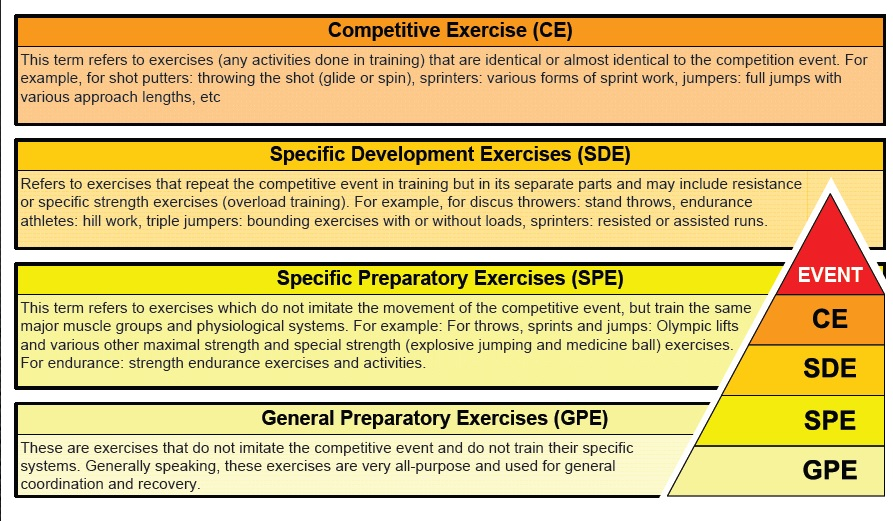 Competitive Exercise (CE)
This term refers to exercises (any activities done in training) that are identical or almost identical to the competition event. For
example, for shot putters: throwing the shot (glide or spin), sprinters: various forms of sprint work, jumpers: full jumps with
various approach lengths, etc
Specific Development Exercises (SDE)
Refers to exercises that repeat the competitive event in training but in its separate parts and may include resistance
or specific strength exercises (overload training). For example, for discus throwers: stand throws, endurance
athletes: hill work, triple jumpers: bounding exercises with or without loads, sprinters: resisted or assisted runs.
Specific Preparatory Exercises (SPE)
This term refers to exercises which do not imitate the movement of the competitive event, but train the same
major muscle groups and physiological systems. For example: For throws, sprints and jumps: Olympic lifts
and various other maximal strength and special strength (explosive jumping and medicine ball) exercises.
For endurance: strength endurance exercises and activities.
General Preparatory Exercises (GPE)
These are exercises that do not imitate the competitive event and do not train their specific
systems. Generally speaking, these exercises are very all-purpose and used for general
coordination and recovery.
EVENT
CE
SDE
SPE
GPE